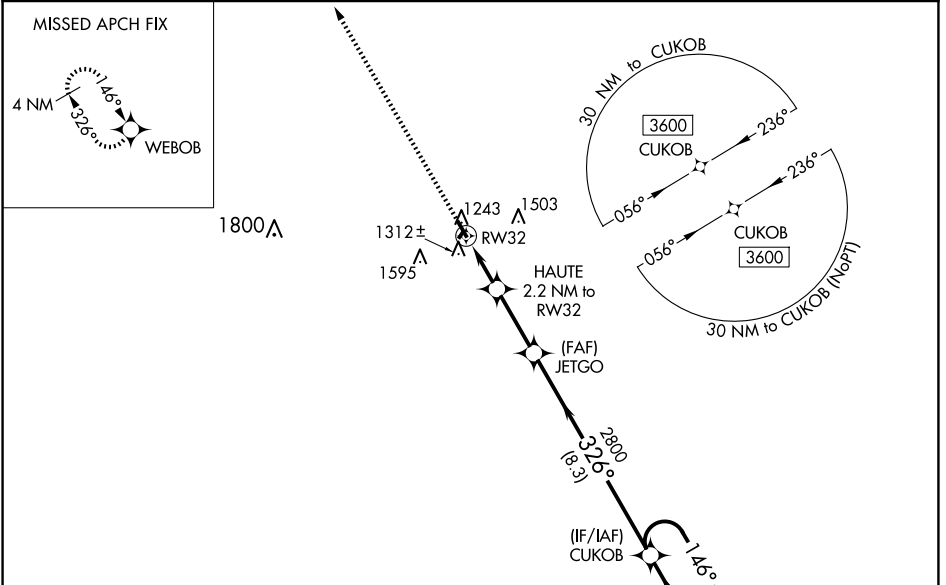 MISSED APCH FIX
4 NM
146°
326°
WEBOB
30 NM to CUKOB
3600
CUKOB
236°
056°
236°
CUKOB
056°
3600
30 NM to CUKOB (NoPT)
1800
1243
1503
1312±
RW32
1595
HAUTE
2.2 NM to
RW32
(FAF)
JETGO
2800
326°
(8.3)
(IF/IAF)
CUKOB
146°